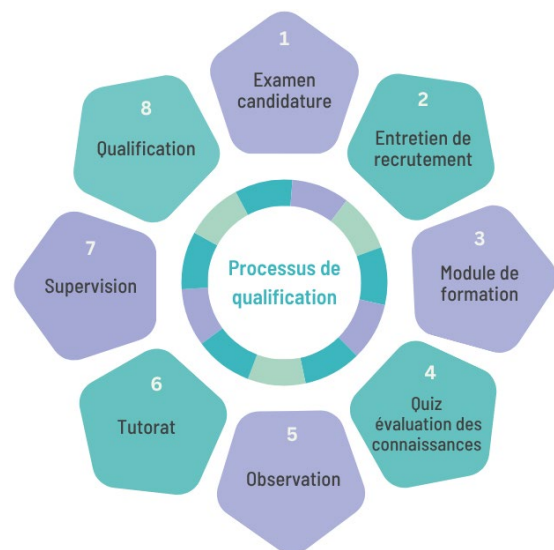 1
Examen
candidature
2
Entretien de
recrutement
3
Module de
formation
4
Quiz
évaluation des
connaissances
5
Observation
6
Tutorat
7
Supervision
8
Qualification
Processus de
qualification